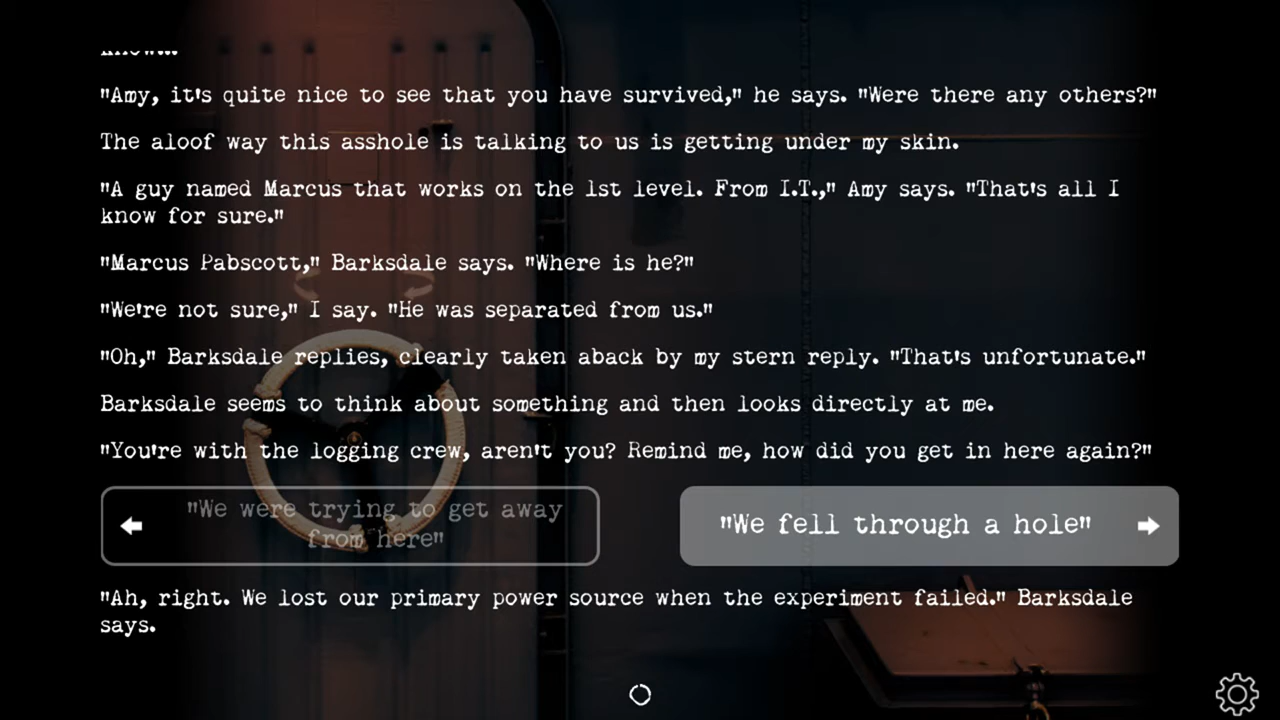 "Amy, it's quite nice to see that you have survived," he says. "Were there any others?"
The aloof way this asshole is talking to us is getting under my skin.
"A guy named Marcus that works on the 1st level. From I.T.," Amy says. "That's all I
know for sure."
"Marcus Pabscott," Barksdale says. "Where is he?"
"We're not sure," I say. "He was separated from us."
"Oh," Barksdale replies, clearly taken aback by my stern reply. "That's unfortunate."
Barksdale seems to think about something and then looks directly at me.
"You're with the logging crew, aren't you? Remind me, how did you get in here again?"
"We were trying to get away
from here"
"We fell through a hole"
"Ah, right. We lost our primary power source when the experiment failed." Barksdale
says.